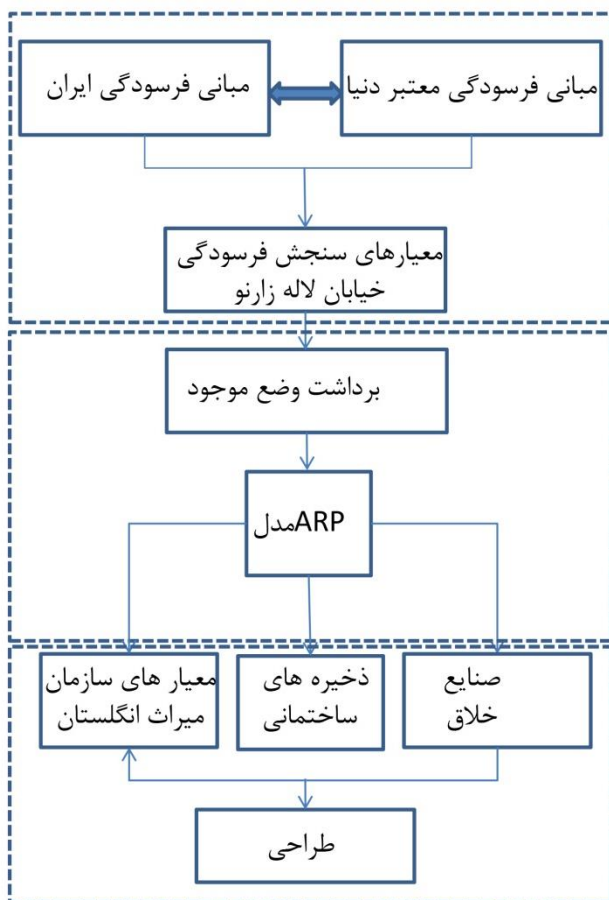 مبانی فرسودگی معتبر دنیا
مبانی فرسودگی ایران
معیارهای سنجش فرسودگی
خیابان لاله زارنو
برداشت وضع موجود
مدلARP
صنایع
خلاق
ذخیره های
ساختمانی
معیار های سازمان
میراث انگلستان
طراحی